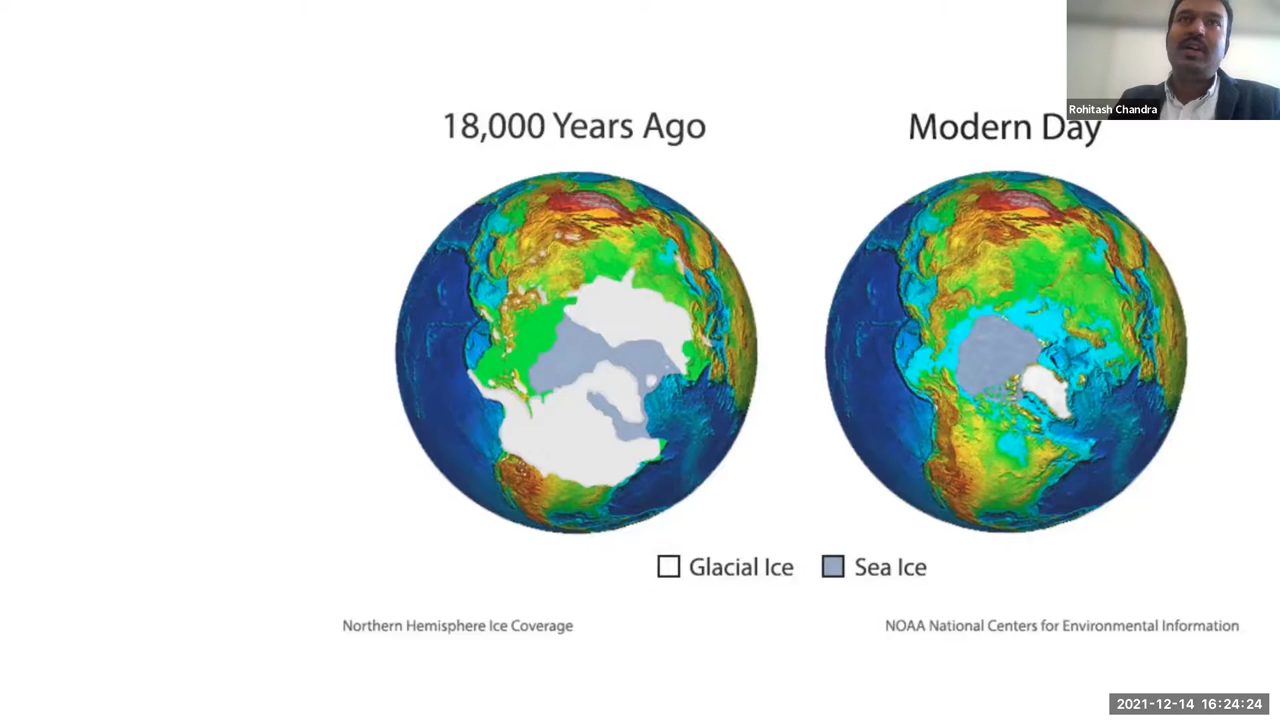 Rohitash Chandra
18,000 Years Ago
Modern Day
Glacial Ice
Sea Ice
Northern Hemisphere Ice Coverage
NOAA National Centers for Environmental Information
2021-12-14 16:24:24